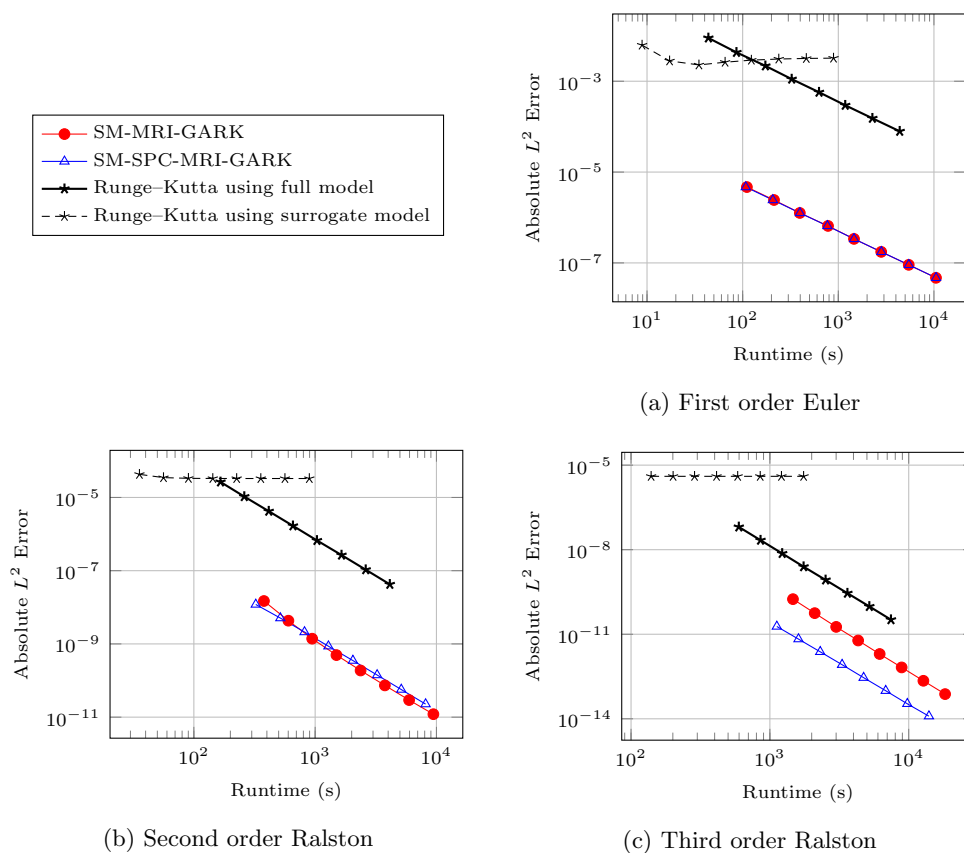 SM-MRI-GARK
SM-SPC-MRI-GARK
Runge–Kutta using full model
Runge–Kutta using surrogate model
Absolute L² Error
10⁻³
10⁻⁵
10⁻⁷
10¹ 10² 10³ 10⁴
Runtime (s)
(a) First order Euler
Absolute L² Error
10⁻⁵
10⁻⁷
10⁻⁹
10⁻¹¹
10² 10³ 10⁴
Runtime (s)
(b) Second order Ralston
Absolute L² Error
10⁻⁵
10⁻⁸
10⁻¹¹
10⁻¹⁴
10² 10³ 10⁴
Runtime (s)
(c) Third order Ralston